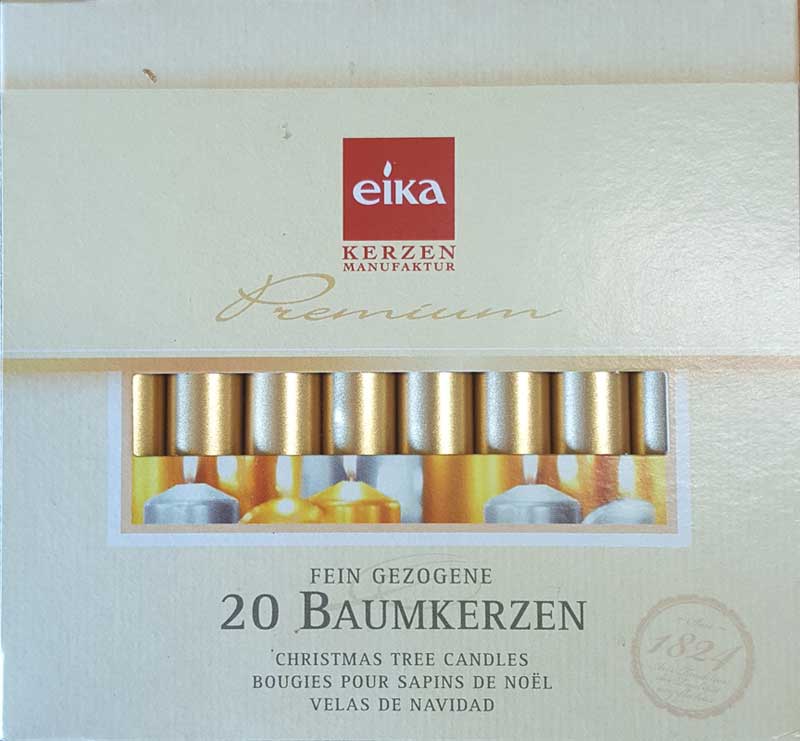 eika
KERZEN
MANUFAKTUR
Premium
FEIN GEZOGENE
20 BAUMKERZEN
CHRISTMAS TREE CANDLES
BOUGIES POUR SAPINS DE NOËL
VELAS DE NAVIDAD
1824